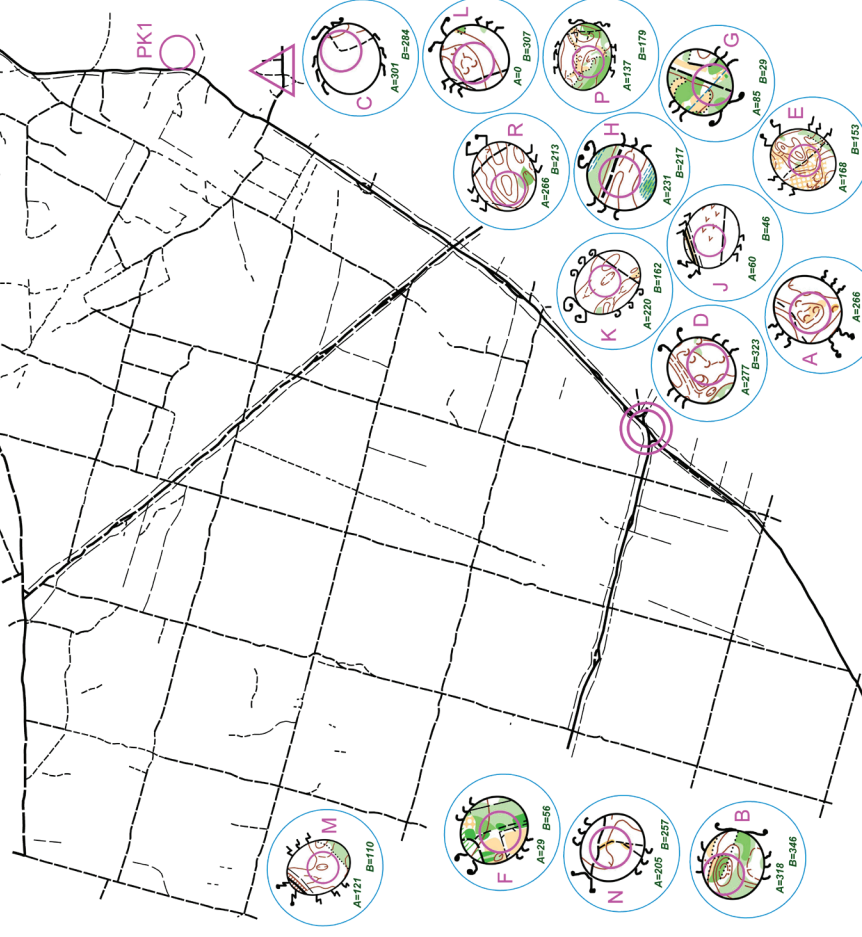 PK1
C
A=301 B=284
L
A=0 B=307
P
A=137 B=179
G
A=85 B=29
E
A=168 B=153
R
A=266 B=213
H
A=231 B=217
J
A=60 B=46
K
A=220 B=162
D
A=277 B=323
A
A=266
M
A=121 B=110
F
A=29 B=56
N
A=205 B=257
B
A=318 B=346